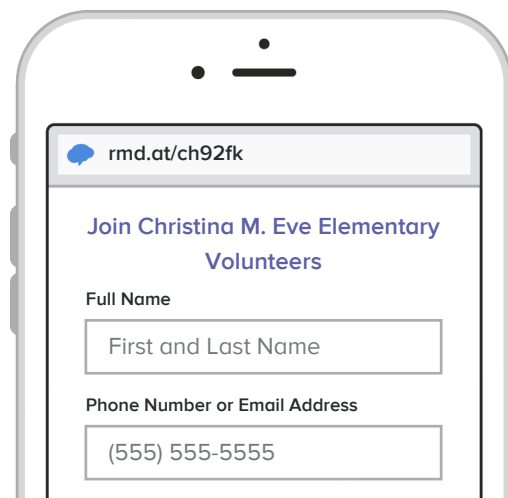 rmd.at/ch92fk
Join Christina M. Eve Elementary
Volunteers
Full Name
First and Last Name
Phone Number or Email Address
(555) 555-5555